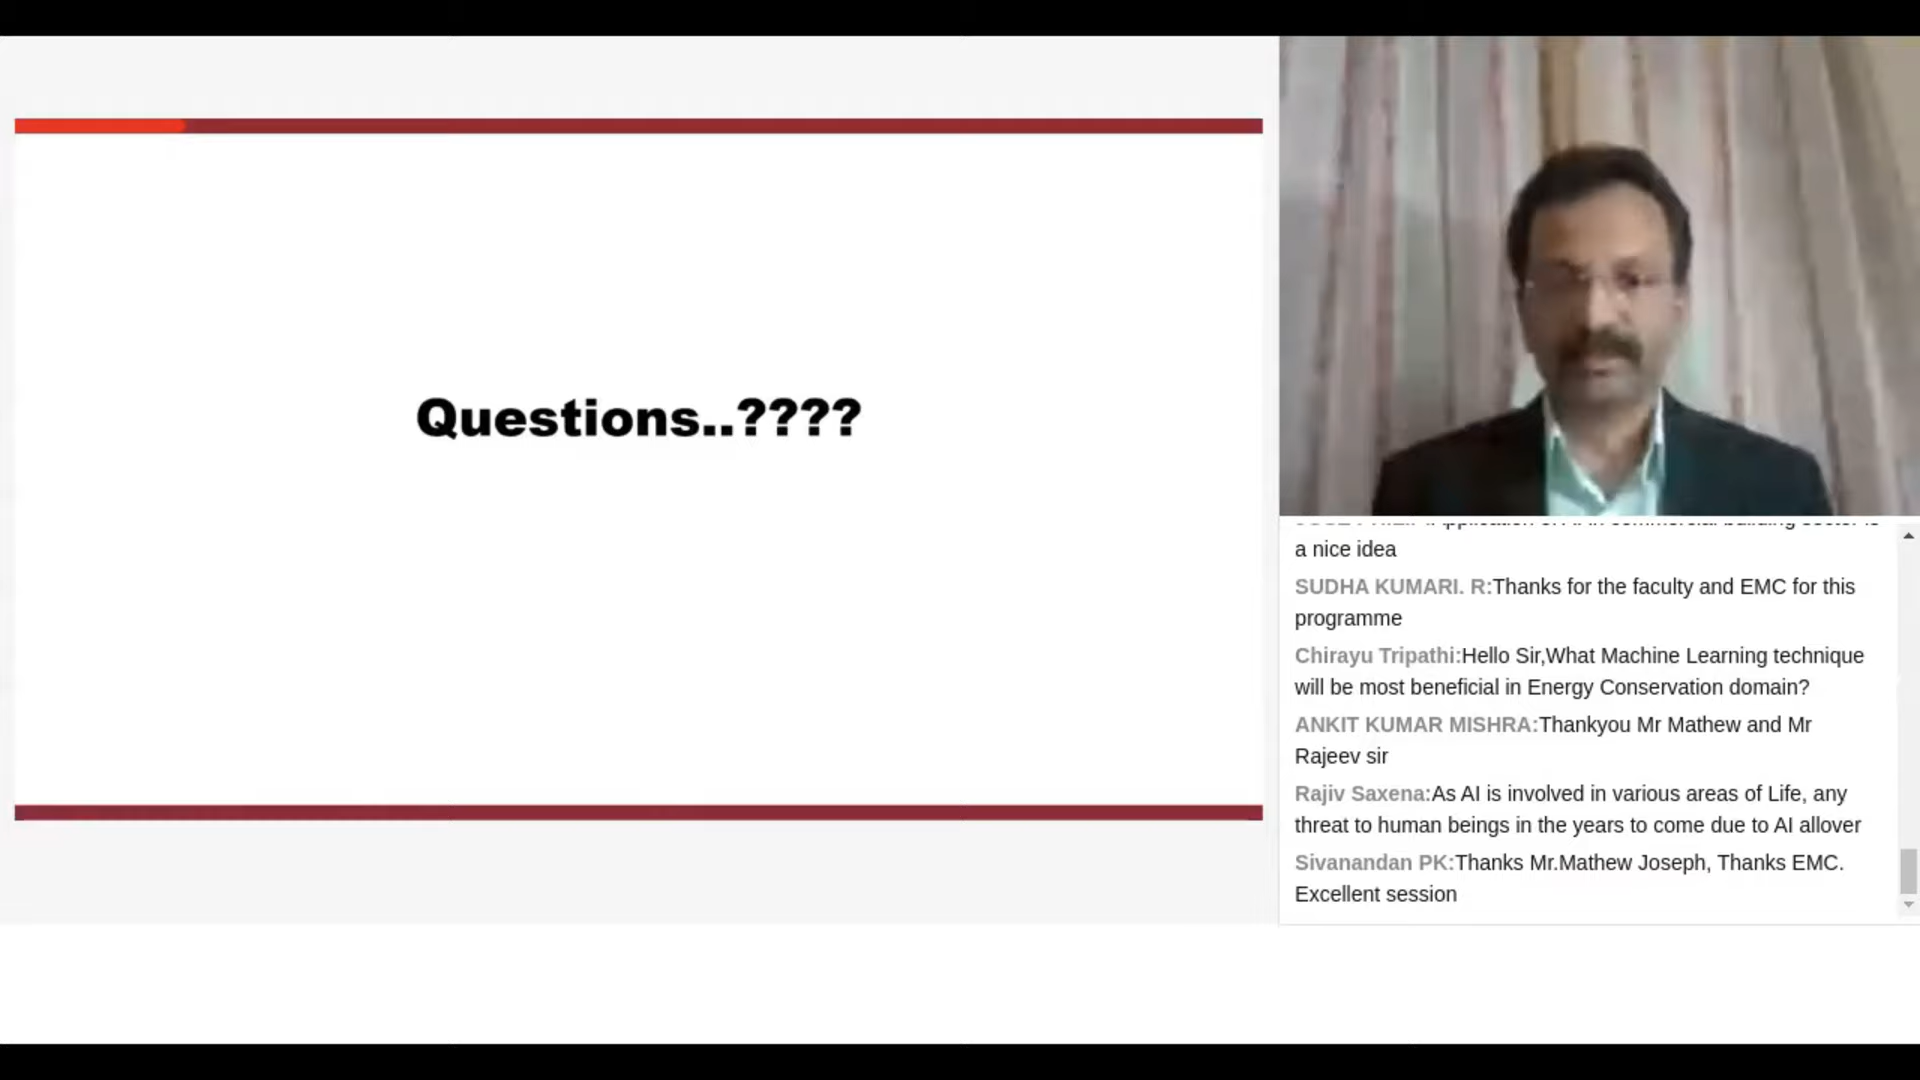 Questions..????
a nice idea
SUDHA KUMARI. R:Thanks for the faculty and EMC for this
programme
Chirayu Tripathi:Hello Sir,What Machine Learning technique
will be most beneficial in Energy Conservation domain?
ANKIT KUMAR MISHRA:Thankyou Mr Mathew and Mr
Rajeev sir
Rajiv Saxena:As AI is involved in various areas of Life, any
threat to human beings in the years to come due to AI allover
Sivanandan PK:Thanks Mr.Mathew Joseph, Thanks EMC.
Excellent session